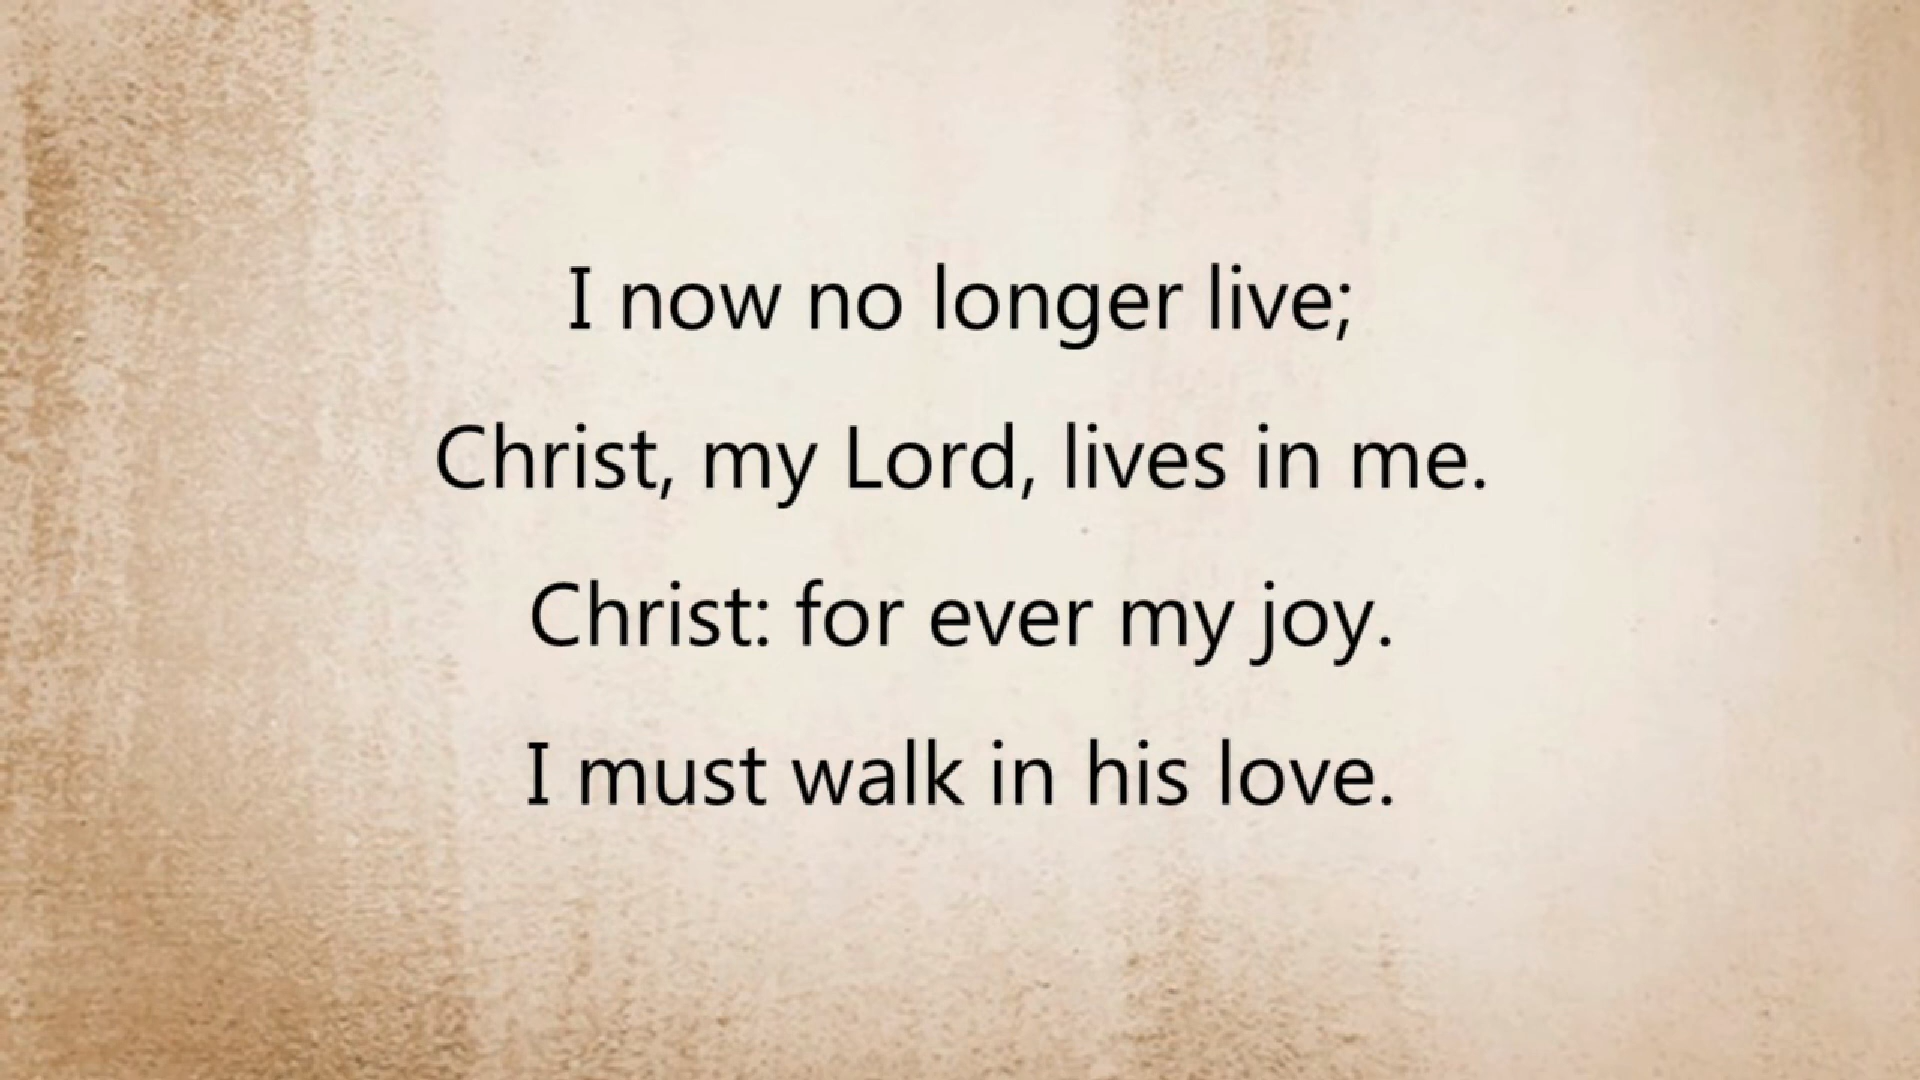 I now no longer live;
Christ, my Lord, lives in me.
Christ: for ever my joy.
I must walk in his love.